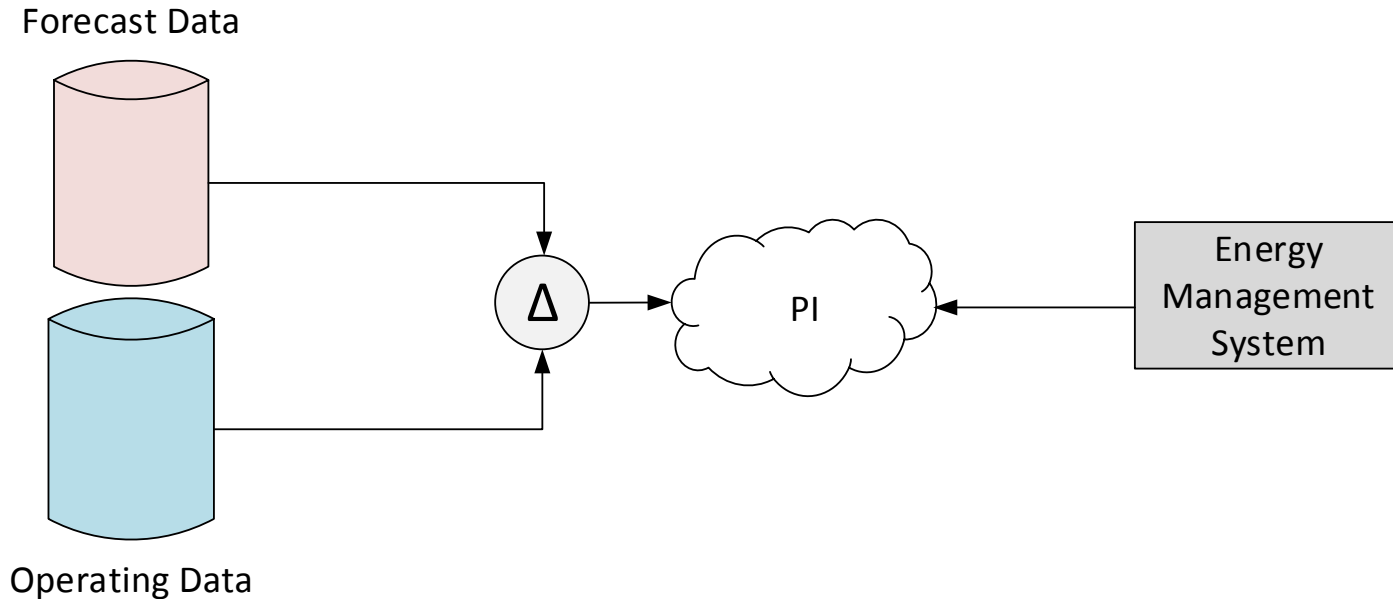 Forecast Data
Δ
PI
Energy
Management
System
Operating Data